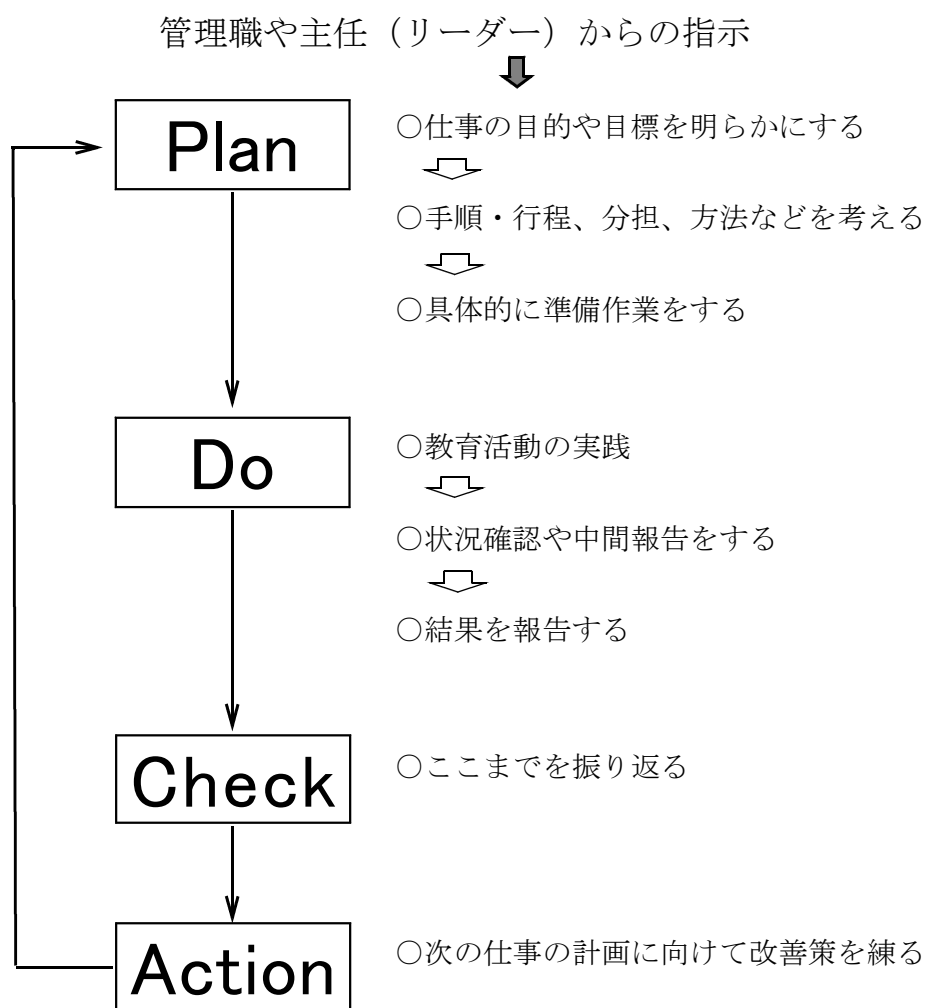 管理職や主任（リーダー）からの指示
Plan
○仕事の目的や目標を明らかにする
○手順・行程、分担、方法などを考える
○具体的に準備作業をする
Do
○教育活動の実践
○状況確認や中間報告をする
○結果を報告する
Check
○ここまでを振り返る
Action
○次の仕事の計画に向けて改善策を練る